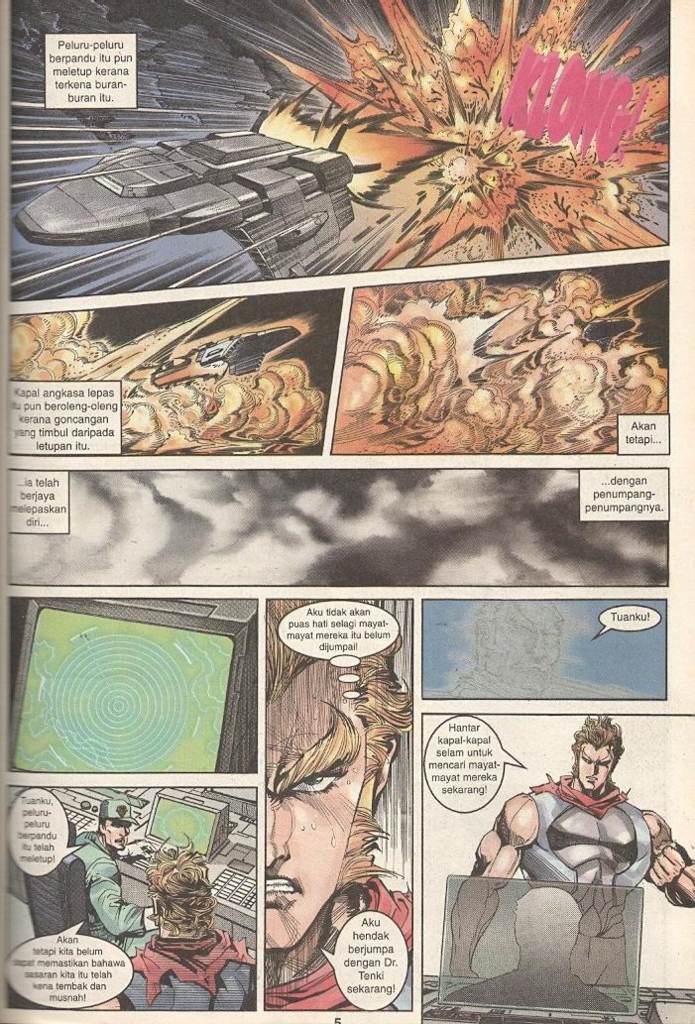 Peluru-peluru
berpandu itu pun
meletup kerana
terkena buran-
buran itu.
KLONG!
Kapal angkasa lepas
itu pun beroleng-oleng
kerana goncangan
yang timbul daripada
letupan itu.
Akan
tetapi...
...ia telah
berjaya
melepaskan
diri...
...dengan
penumpang-
penumpangnya.
Aku tidak akan
puas hati selagi mayat-
mayat mereka itu belum
dijumpai!
Tuanku!
Hantar
kapal-kapal
selam untuk
mencari mayat-
mayat mereka
sekarang!
Tuanku,
peluru-
peluru
berpandu
itu telah
meletup!
Akan
tetapi kita belum
dapat memastikan bahawa
sasaran kita itu telah
kena tembak dan
musnah!
Aku
hendak
berjumpa
dengan Dr.
Tenki
sekarang!
5